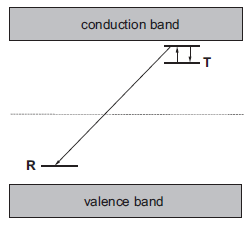 conduction band
T
R
valence band